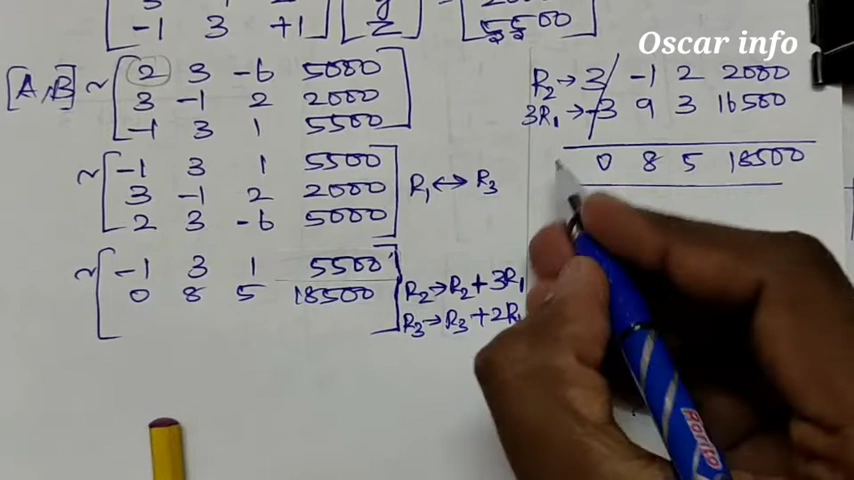 -1 3 +1 z 5500
Oscar info
[A,B] ~ [ 2 3 -6 5000
3 -1 2 2000
-1 3 1 5500 ]
R2 → 3 -1 2 2000
3R1 → -3 9 3 16500
0 8 5 18500
~ [ -1 3 1 5500
3 -1 2 2000
2 3 -6 5000 ] R1 ↔ R3
~ [ -1 3 1 5500
0 8 5 18500 ] R2 → R2 + 3R1
R3 → R3 + 2R1
Rorito